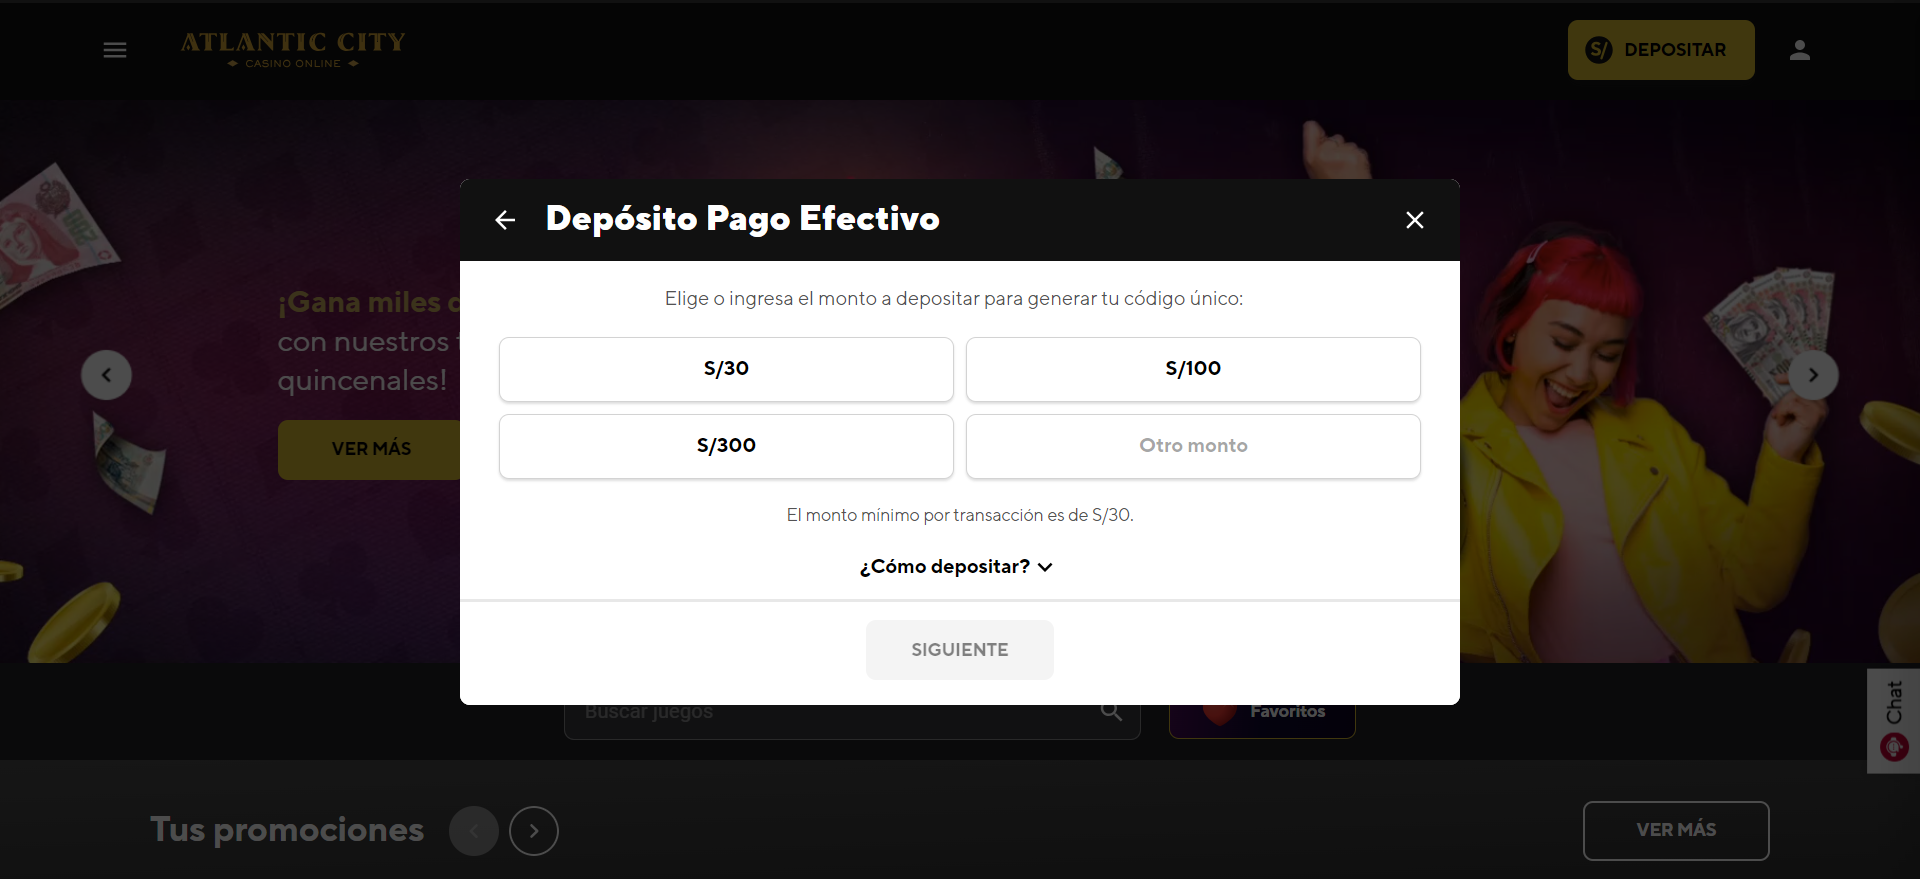 ATLANTIC CITY
CASINO ONLINE
S/ DEPOSITAR
Depósito Pago Efectivo
¡Gana miles
con nuestros
quincenales!
VER MÁS
Elige o ingresa el monto a depositar para generar tu código único:
S/30
S/100
S/300
Otro monto
El monto mínimo por transacción es de S/30.
¿Cómo depositar?
SIGUIENTE
Buscar juegos
Favoritos
Chat
Tus promociones
VER MÁS